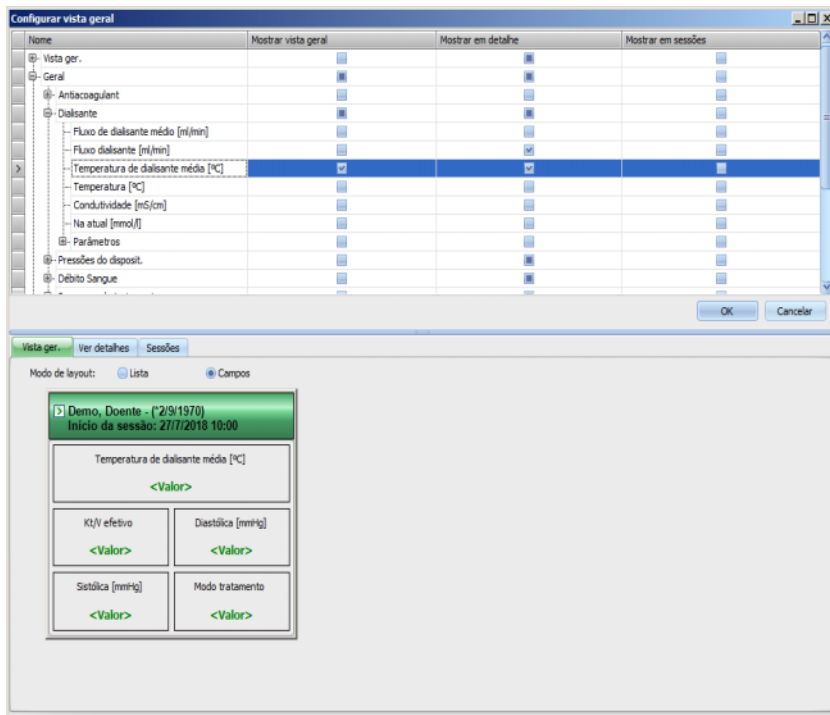 Configurar vista geral
Nome Mostrar vista geral Mostrar em detalhe Mostrar em sessões
Vista ger.
Geral
Antiacoagulant
Dialisante
Fluxo de dialisante médio [ml/min]
Fluxo dialisante [ml/min]
Temperatura de dialisante média [ºC]
Temperatura [ºC]
Condutividade [mS/cm]
Na atual [mmol/l]
Parâmetros
Pressões do disposit.
Débito Sangue
OK Cancelar
Vista ger. Ver detalhes Sessões
Modo de layout: Lista Campos
Demo, Doente - (*2/9/1970)
Início da sessão: 27/7/2018 10:00
Temperatura de dialisante média [ºC]
<Valor>
Kt/V efetivo Diastólica [mmHg]
<Valor> <Valor>
Sistólica [mmHg] Modo tratamento
<Valor> <Valor>